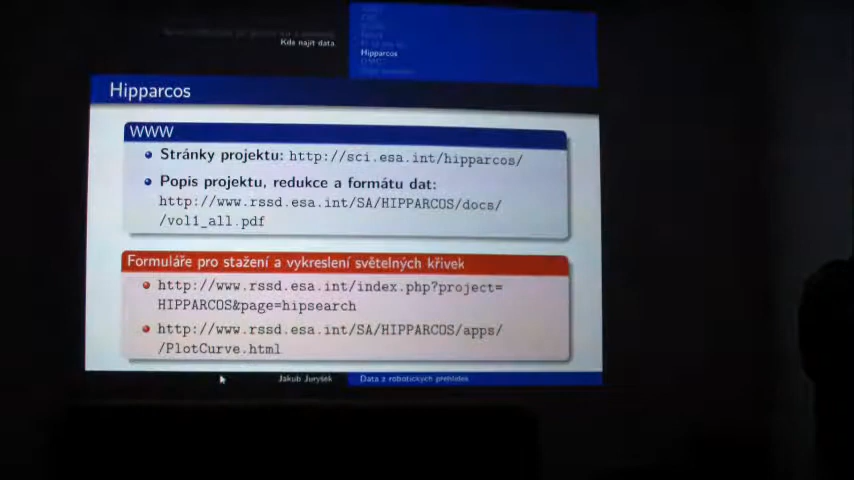 Kde najít data
Hipparcos
Hipparcos
WWW
Stránky projektu: http://sci.esa.int/hipparcos/
Popis projektu, redukce a formátu dat:
http://www.rssd.esa.int/SA/HIPPARCOS/docs/
/vol1_all.pdf
Formuláře pro stažení a vykreslení světelných křivek
http://www.rssd.esa.int/index.php?project=
HIPPARCOS&page=hipsearch
http://www.rssd.esa.int/SA/HIPPARCOS/apps/
/PlotCurve.html
Jakub Juryšek
Data z robotických přehlídek